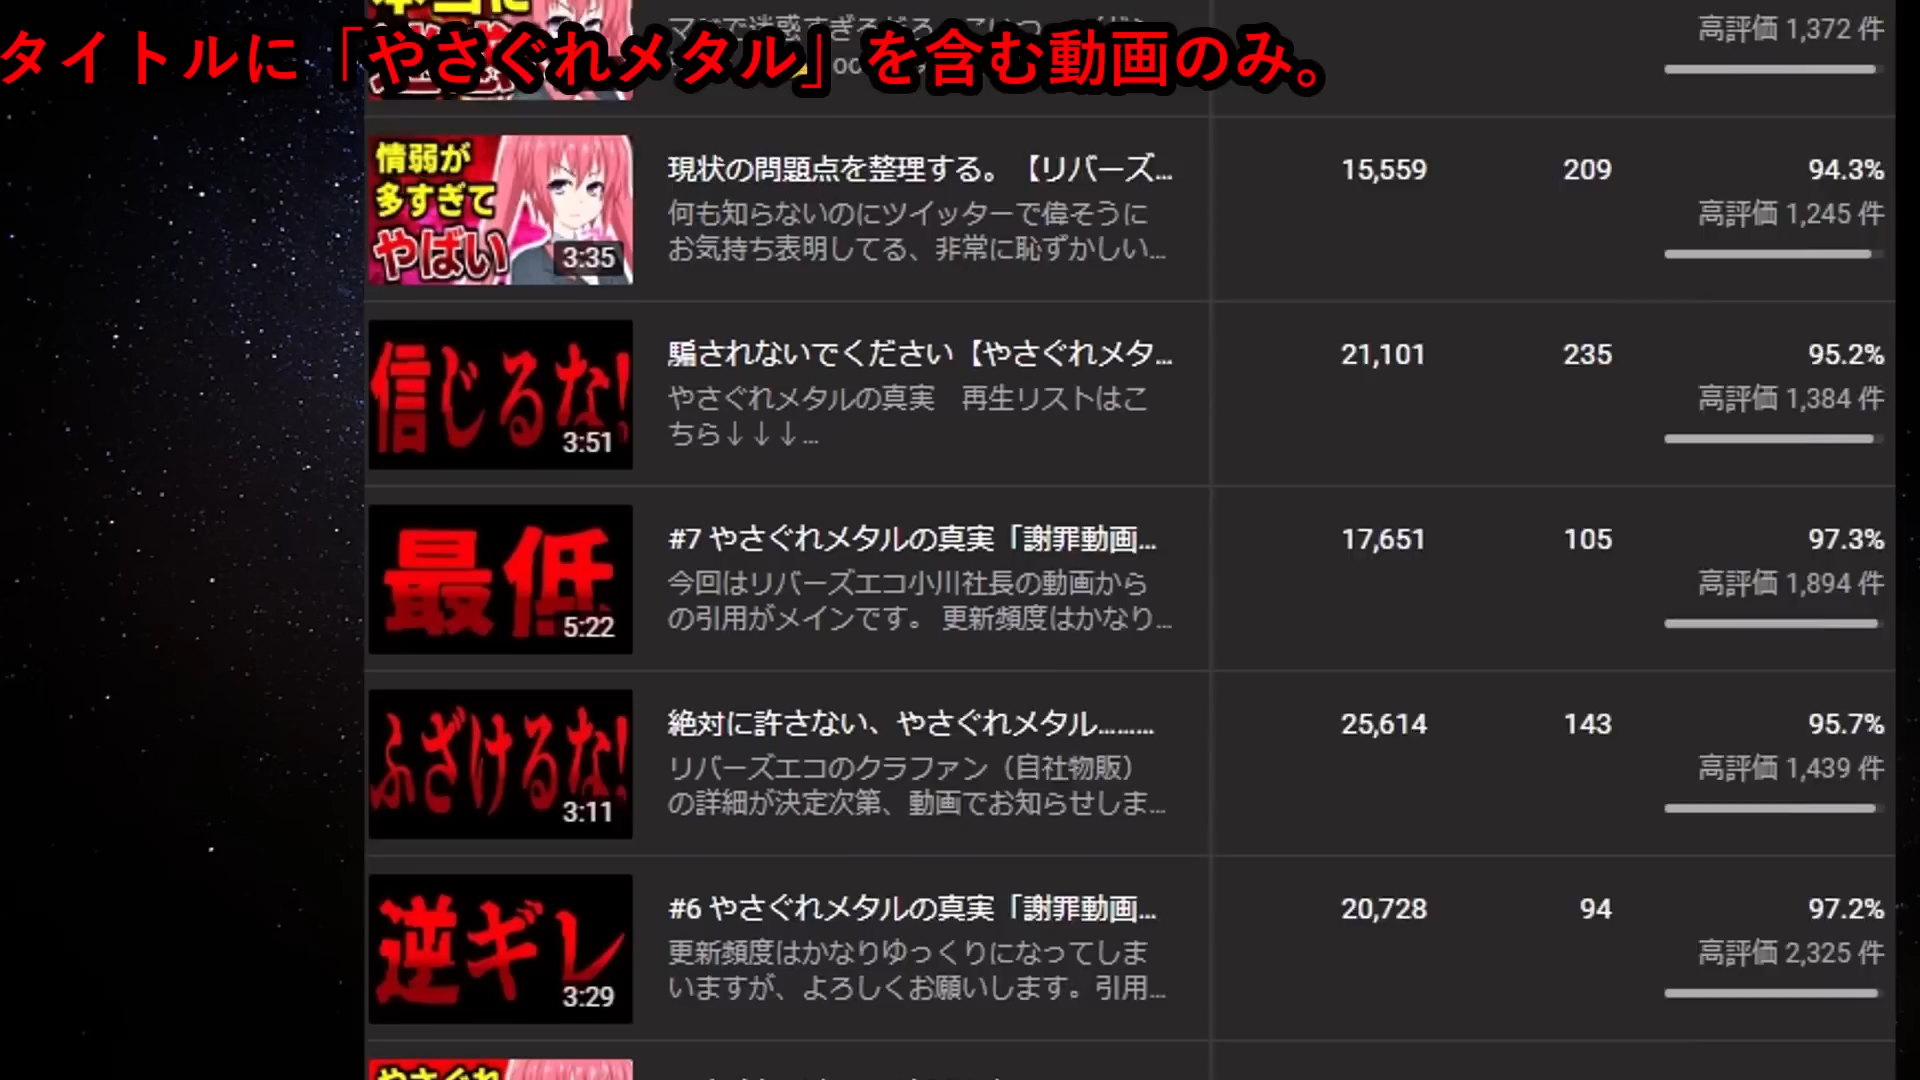 タイトルに「やさぐれメタル」を含む動画のみ。
高評価 1,372 件
情弱が
多すぎて
やばい
3:35
現状の問題点を整理する。【リバーズ...
何も知らないのにツイッターで偉そうに
お気持ち表明してる、非常に恥ずかしい...
15,559
209
94.3%
高評価 1,245 件
信じるな!
3:51
騙されないでください【やさぐれメタ...
やさぐれメタルの真実　再生リストはこ
ちら↓↓↓...
21,101
235
95.2%
高評価 1,384 件
最低
5:22
#7 やさぐれメタルの真実「謝罪動画...
今回はリバーズエコ小川社長の動画から
の引用がメインです。 更新頻度はかなり...
17,651
105
97.3%
高評価 1,894 件
ふざけるな!
3:11
絶対に許さない、やさぐれメタル.........
リバーズエコのクラファン（自社物販）
の詳細が決定次第、動画でお知らせしま...
25,614
143
95.7%
高評価 1,439 件
逆ギレ
3:29
#6 やさぐれメタルの真実「謝罪動画...
更新頻度はかなりゆっくりになってしま
いますが、よろしくお願いします。引用...
20,728
94
97.2%
高評価 2,325 件
やさぐれ